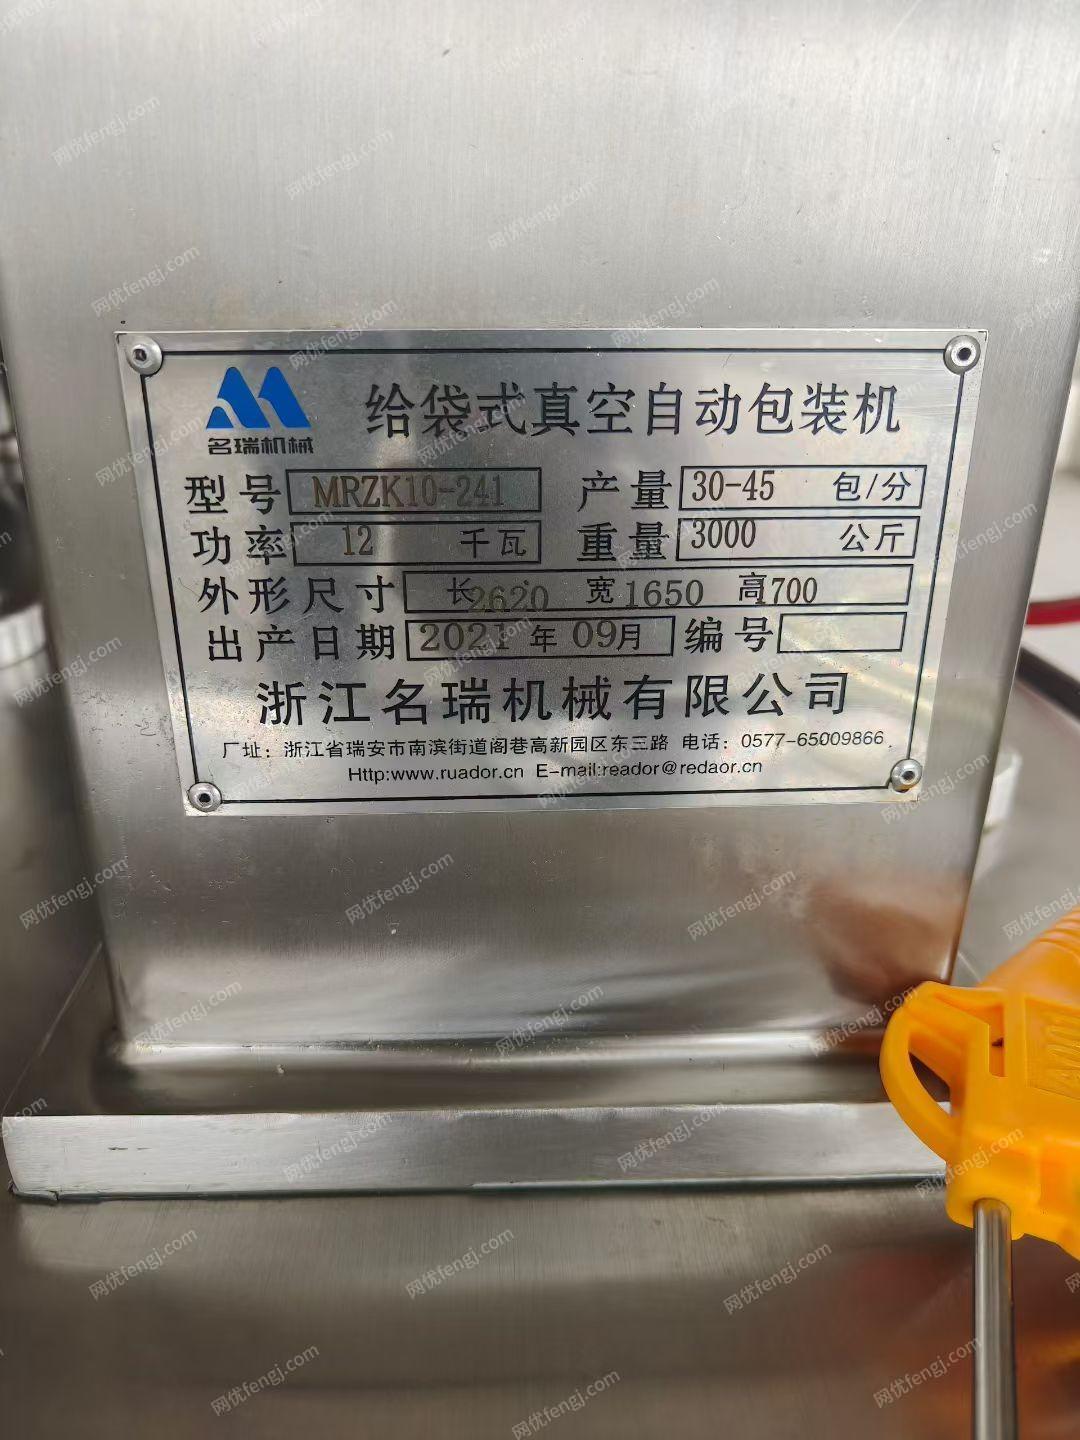 给袋式真空自动包装机
名瑞机械
型号 MRZK10-241 产量 30-45 包/分
功率 12 千瓦 重量 3000 公斤
外形尺寸 长2620 宽1650 高1700
出产日期 2021年 09月 编号
浙江名瑞机械有限公司
厂址：浙江省瑞安市南滨街道阁巷高新园区东三路 电话：0577-65009866
Http:www.ruador.cn E-mail:reador@redaor.cn
网优fengj.com